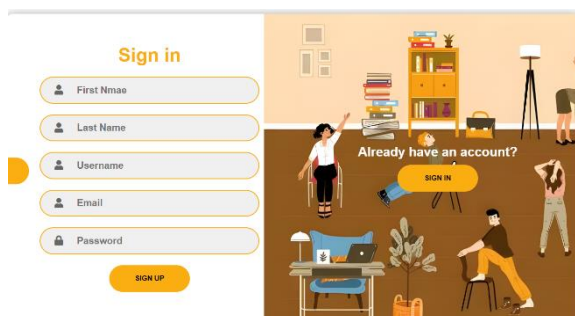 Sign in
First Nmae
Last Name
Username
Email
Password
SIGN UP
Already have an account?
SIGN IN